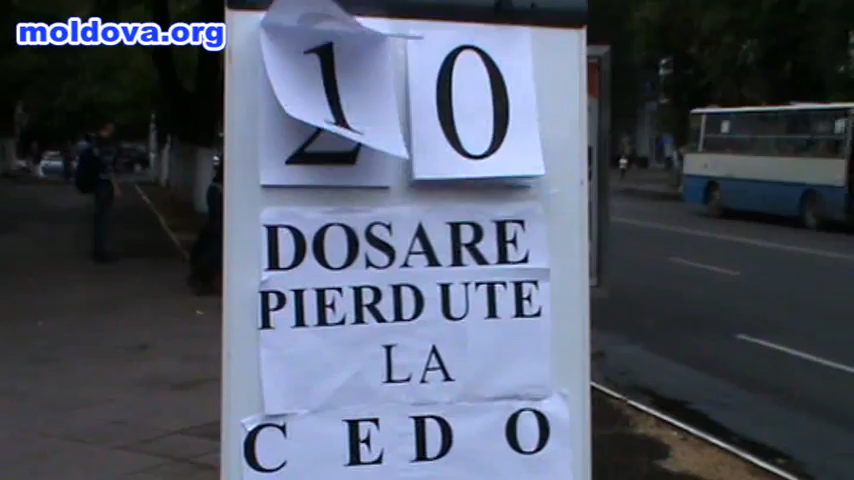 moldova.org
10
DOSARE
PIERDUTE
LA
CEDO